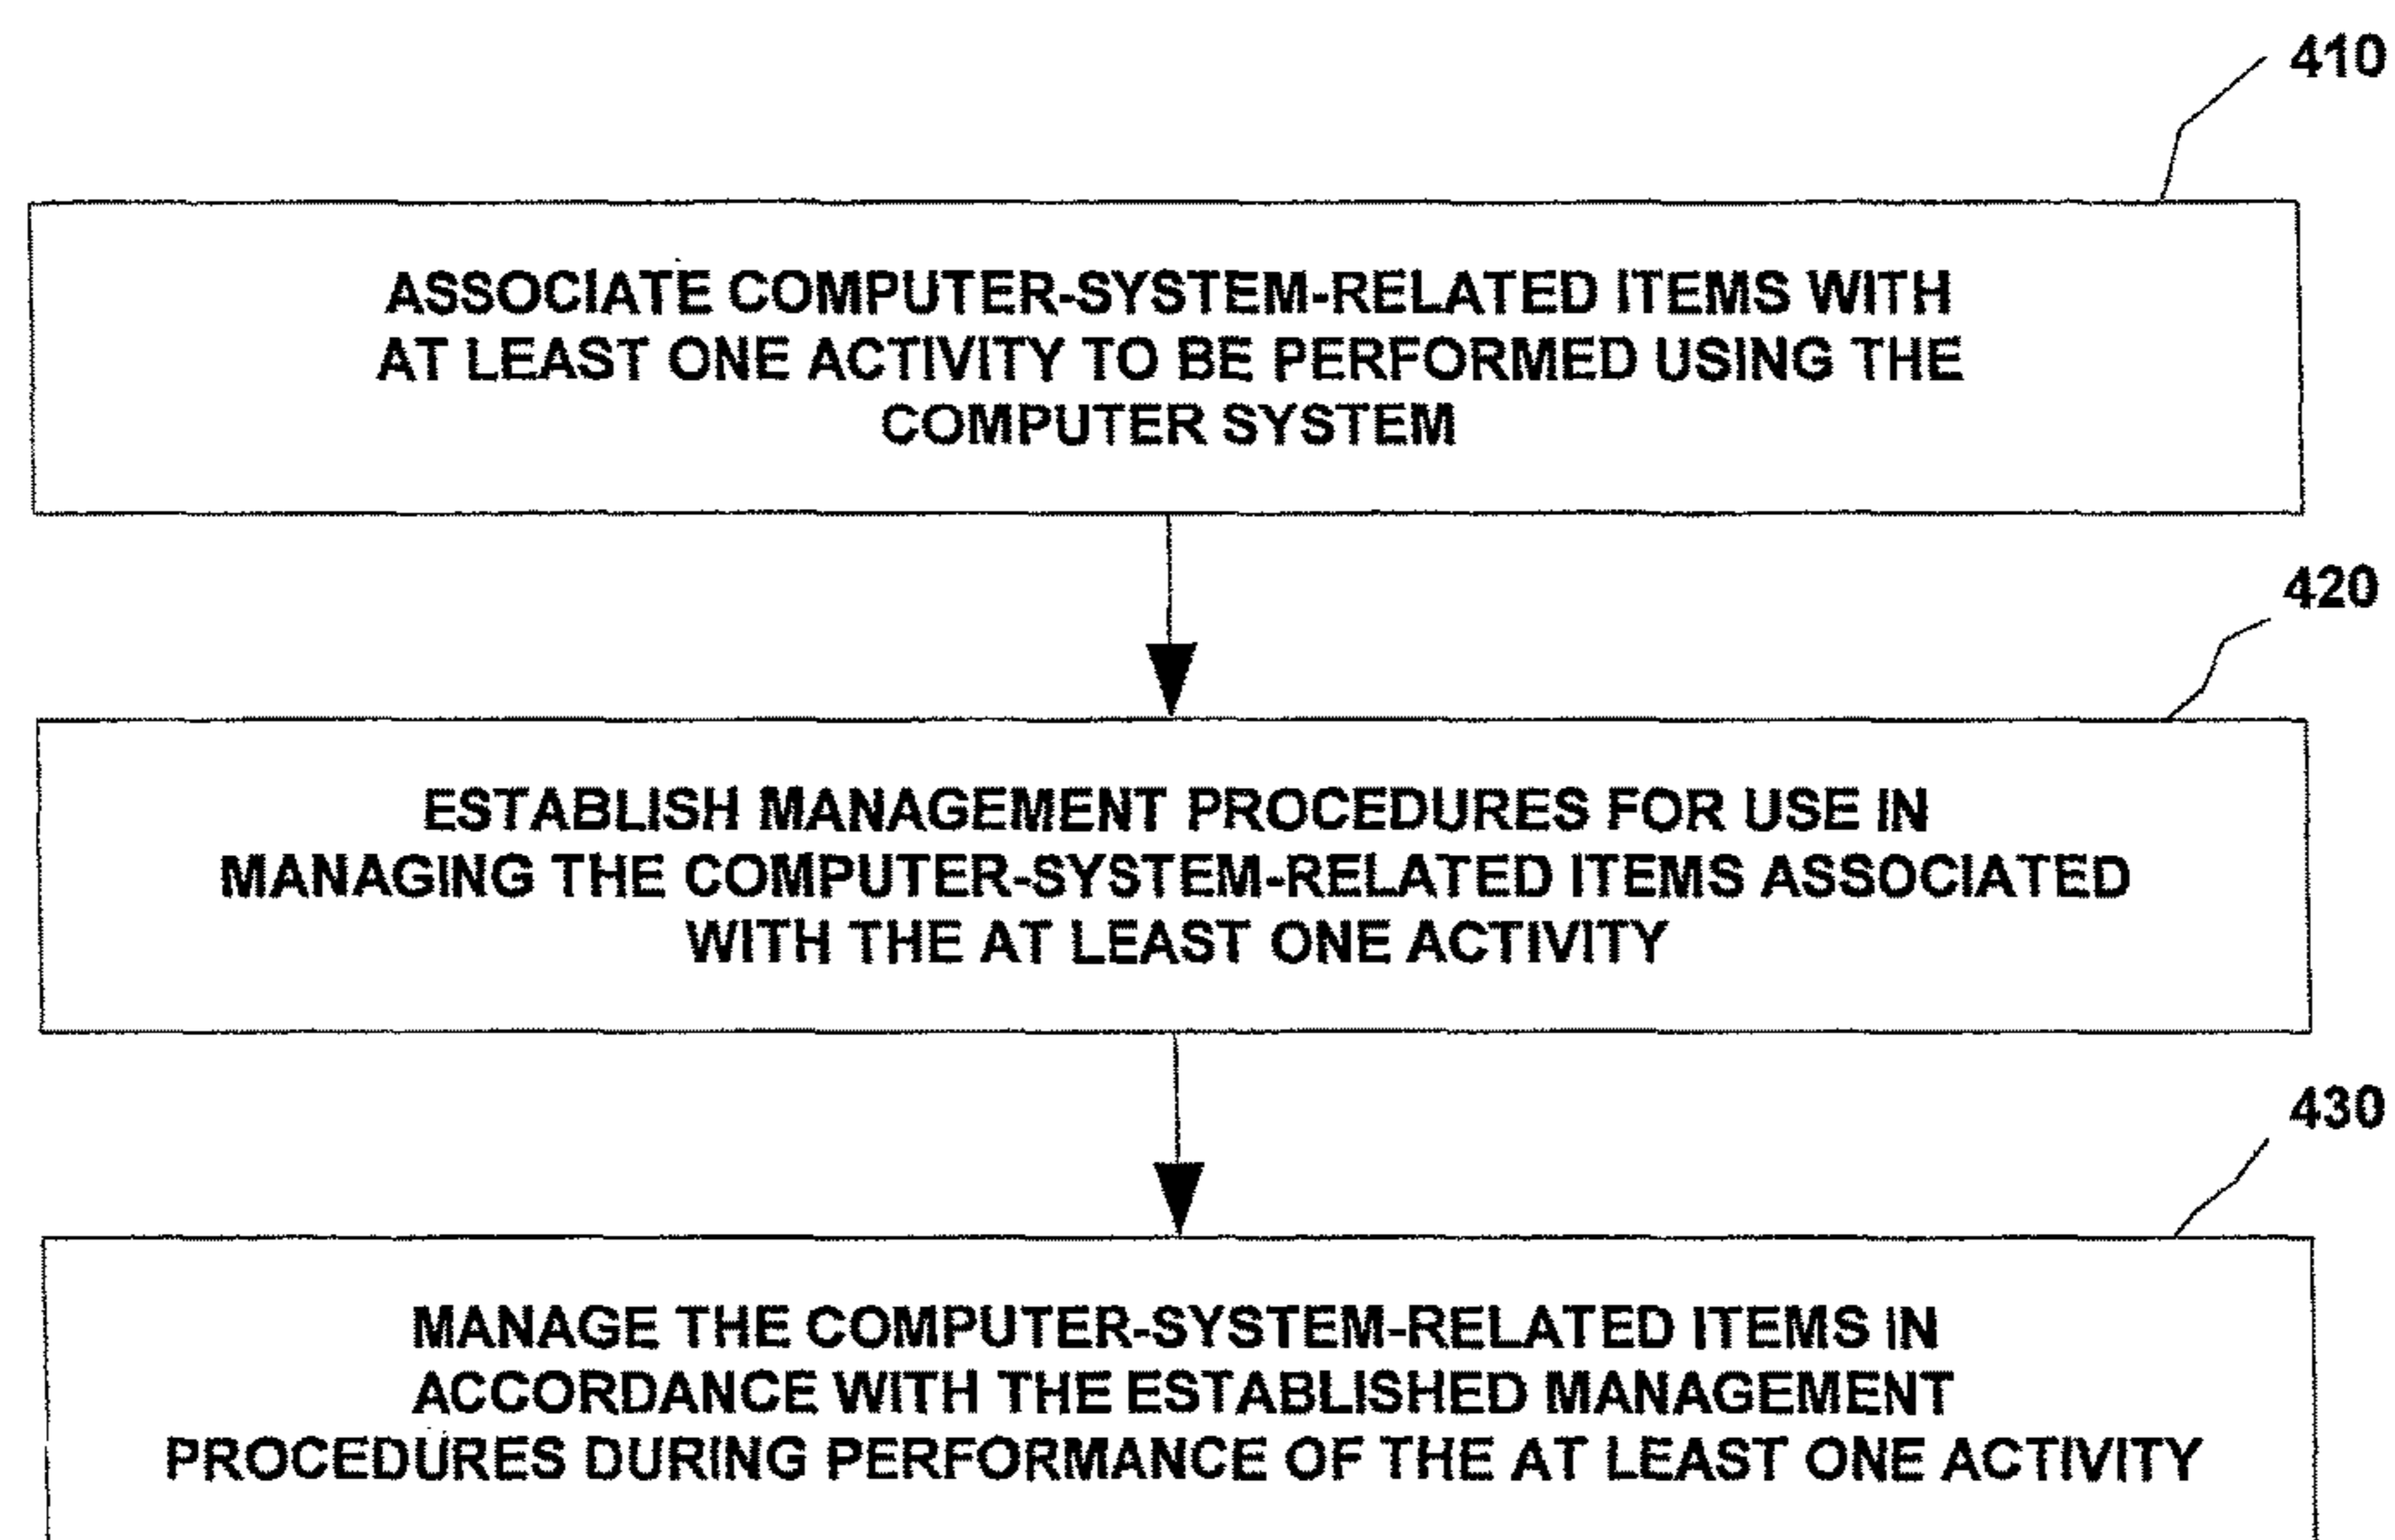 410
ASSOCIATE COMPUTER-SYSTEM-RELATED ITEMS WITH
AT LEAST ONE ACTIVITY TO BE PERFORMED USING THE
COMPUTER SYSTEM
420
ESTABLISH MANAGEMENT PROCEDURES FOR USE IN
MANAGING THE COMPUTER-SYSTEM-RELATED ITEMS ASSOCIATED
WITH THE AT LEAST ONE ACTIVITY
430
MANAGE THE COMPUTER-SYSTEM-RELATED ITEMS IN
ACCORDANCE WITH THE ESTABLISHED MANAGEMENT
PROCEDURES DURING PERFORMANCE OF THE AT LEAST ONE ACTIVITY